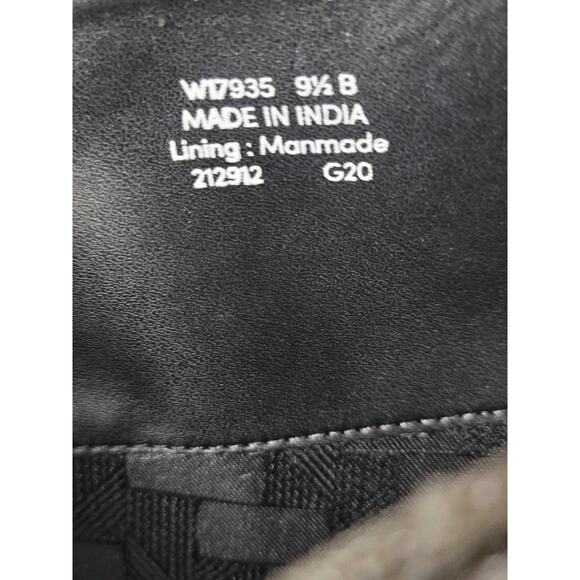 W17935 9½ B
MADE IN INDIA
Lining : Manmade
212912 G20